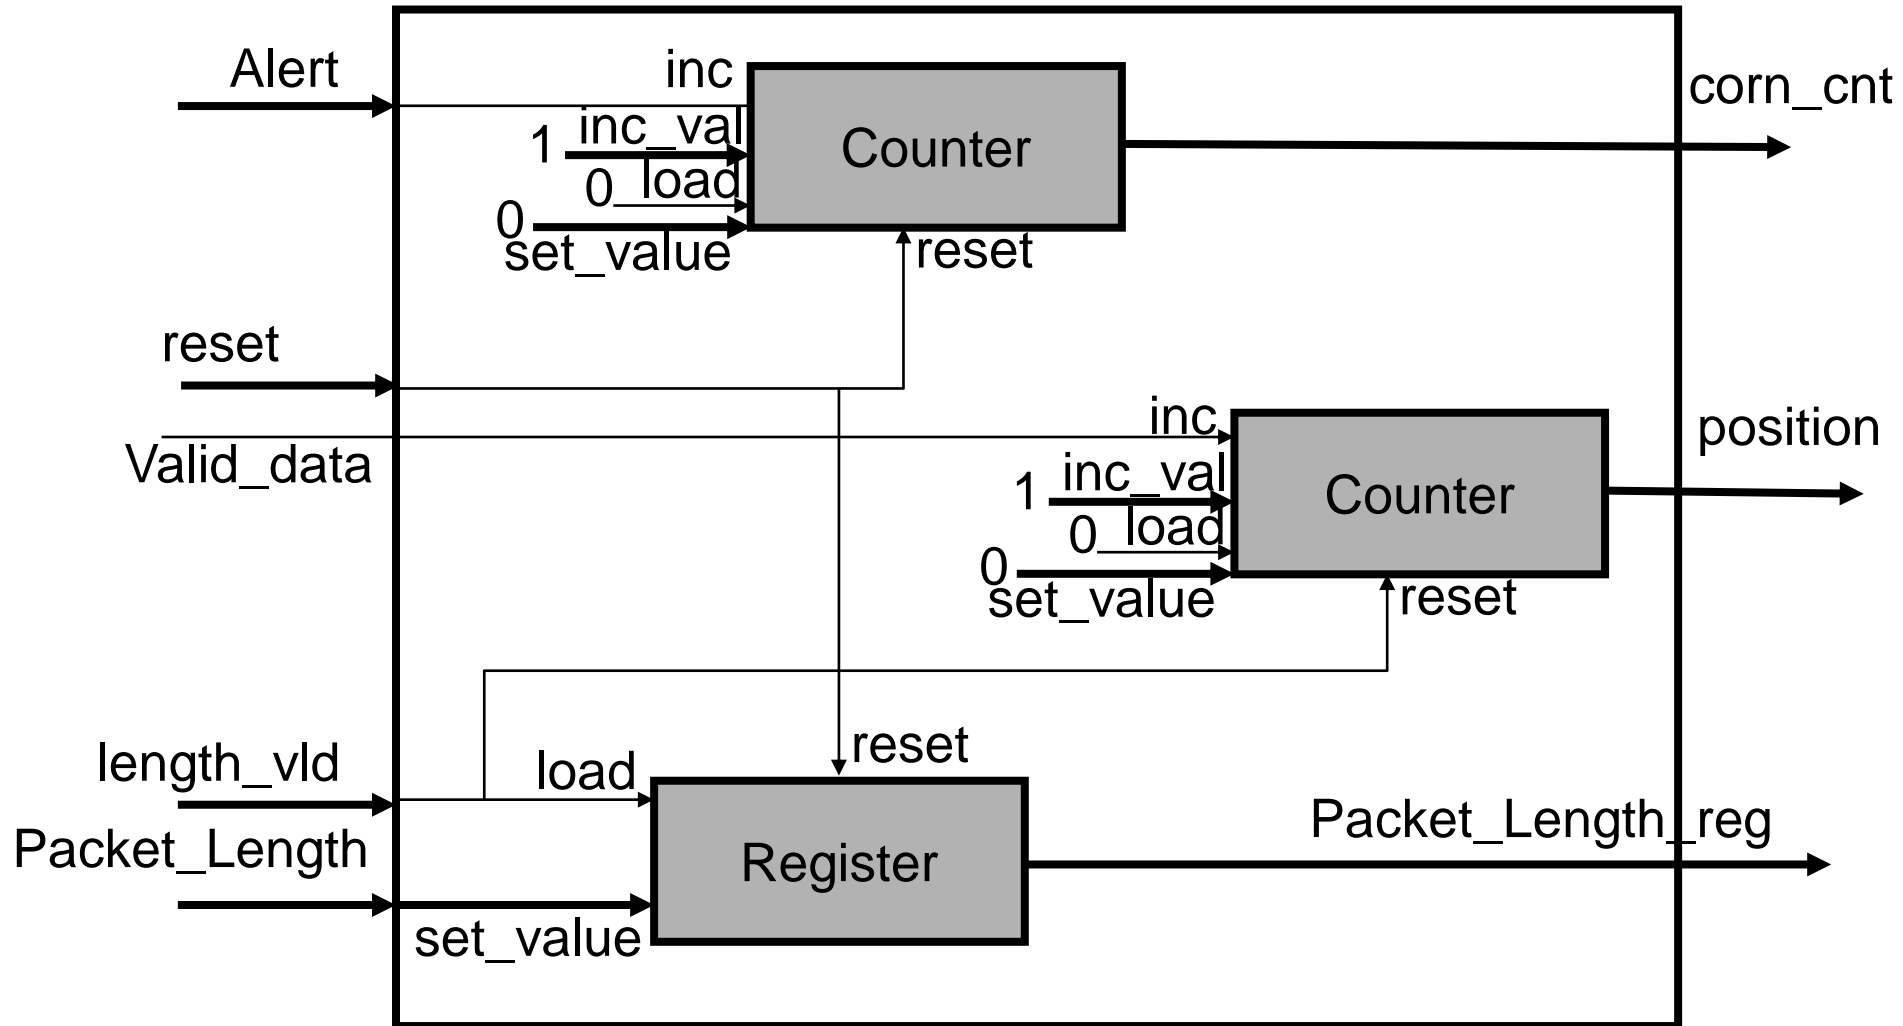 Alert
inc
corn_cnt
1 inc_val
Counter
0 load
0
set_value
reset
reset
Valid_data
inc
position
1 inc_val
Counter
0 load
0
set_value
reset
length_vld
load
reset
Packet_Length
Register
Packet_Length_reg
set_value